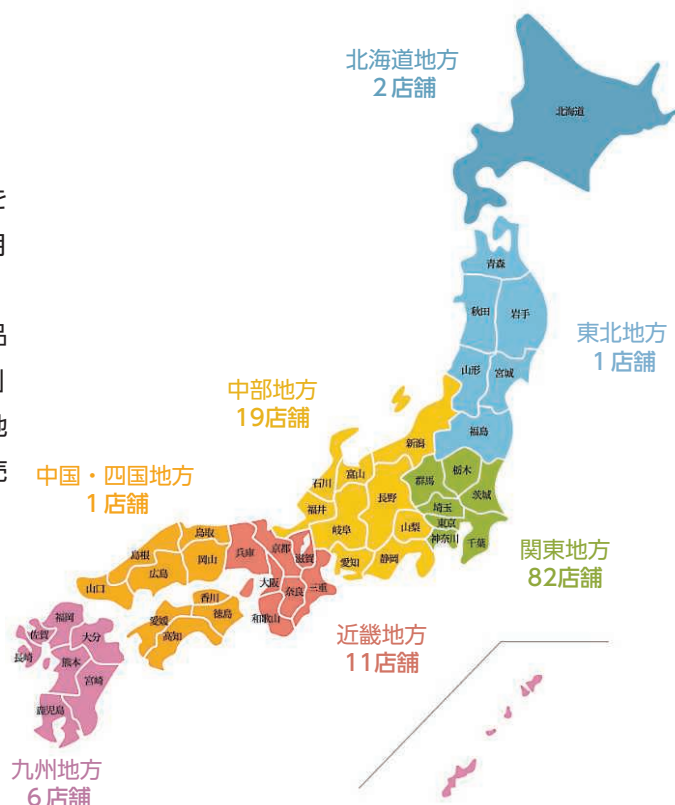 北海道地方
2店舗
北海道
青森
秋田
岩手
東北地方
1店舗
山形
宮城
福島
中部地方
19店舗
新潟
富山
石川
福井
長野
岐阜
山梨
愛知
静岡
群馬
栃木
茨城
埼玉
東京
神奈川
千葉
関東地方
82店舗
中国・四国地方
1店舗
鳥取
島根
岡山
広島
山口
香川
愛媛
徳島
高知
兵庫
京都
滋賀
大阪
奈良
三重
和歌山
近畿地方
11店舗
福岡
佐賀
大分
長崎
熊本
宮崎
鹿児島
九州地方
6店舗